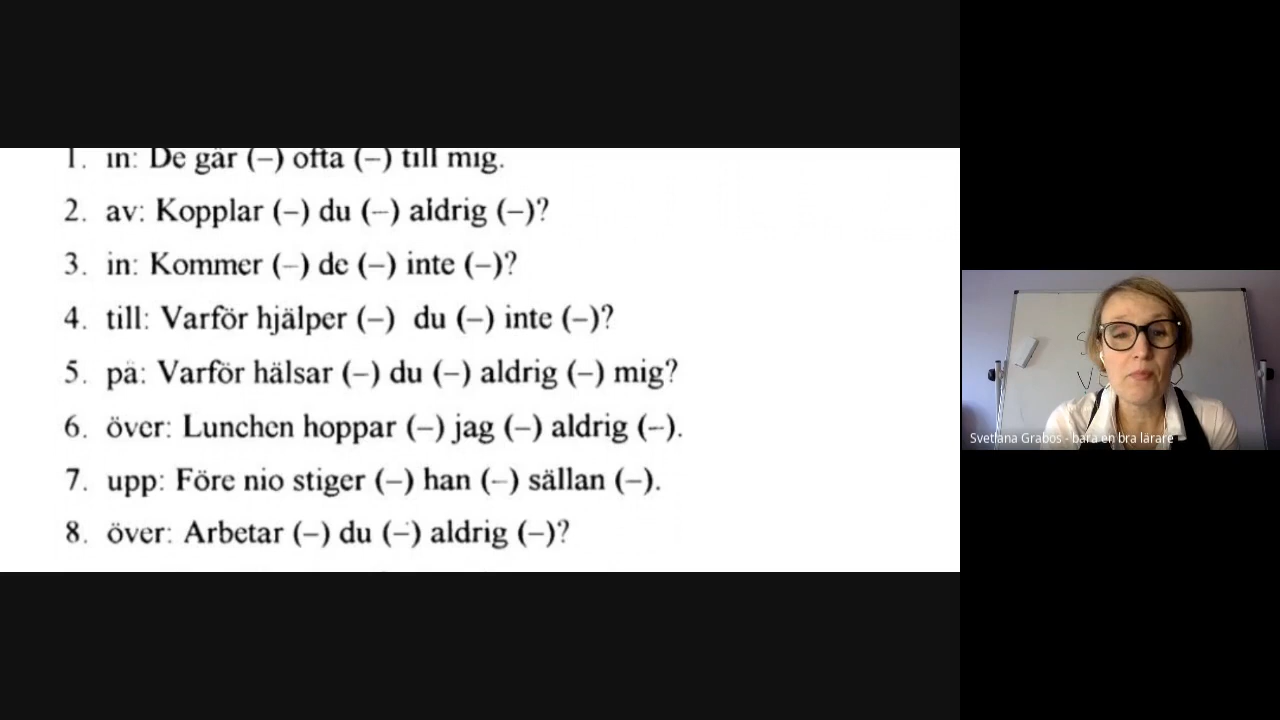 1. in: De går (–) ofta (–) till mig.
2. av: Kopplar (–) du (–) aldrig (–)?
3. in: Kommer (–) de (–) inte (–)?
4. till: Varför hjälper (–) du (–) inte (–)?
5. på: Varför hälsar (–) du (–) aldrig (–) mig?
6. över: Lunchen hoppar (–) jag (–) aldrig (–).
7. upp: Före nio stiger (–) han (–) sällan (–).
8. över: Arbetar (–) du (–) aldrig (–)?
S
V
Svetlana Grabos - bara en bra lärare